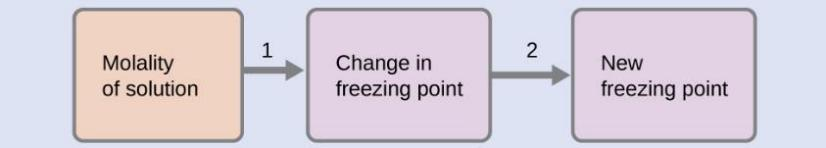 Molality
of solution
1
Change in
freezing point
2
New
freezing point